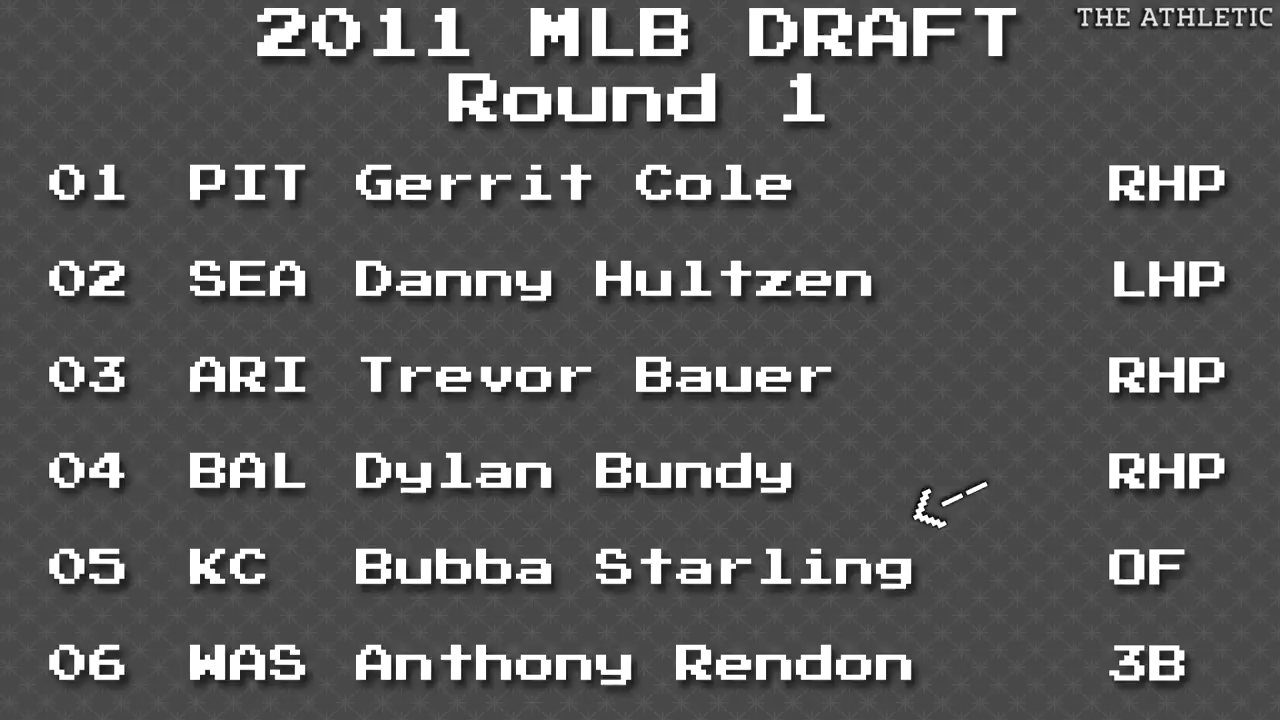 2011 MLB DRAFT
THE ATHLETIC
Round 1
01 PIT Gerrit Cole RHP
02 SEA Danny Hultzen LHP
03 ARI Trevor Bauer RHP
04 BAL Dylan Bundy RHP
05 KC Bubba Starling OF
06 WAS Anthony Rendon 3B